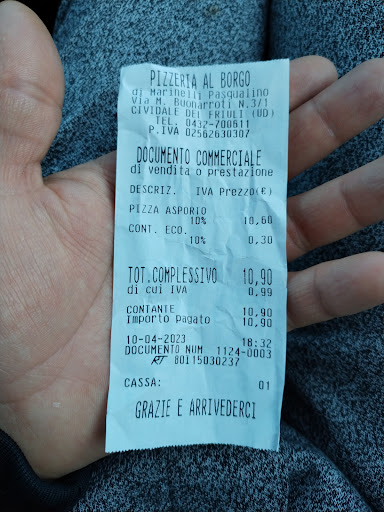 PIZZERIA AL BORGO
di Marinelli Pasqualino
Via M. Buonarroti N.3/1
CIVIDALE DEL FRIULI (UD)
TEL. 0432-700611
P.IVA 02562630307
DOCUMENTO COMMERCIALE
di vendita o prestazione
DESCRIZ. IVA Prezzo(€)
PIZZA ASPORTO
10% 10,60
CONT. ECO.
10% 0,30
TOT.COMPLESSIVO 10,90
di cui IVA 0,99
CONTANTE 10,90
Importo pagato 10,90
10-04-2023 18:32
DOCUMENTO NUM 1124-0003
RT 80I15030237
CASSA: 01
GRAZIE E ARRIVEDERCI